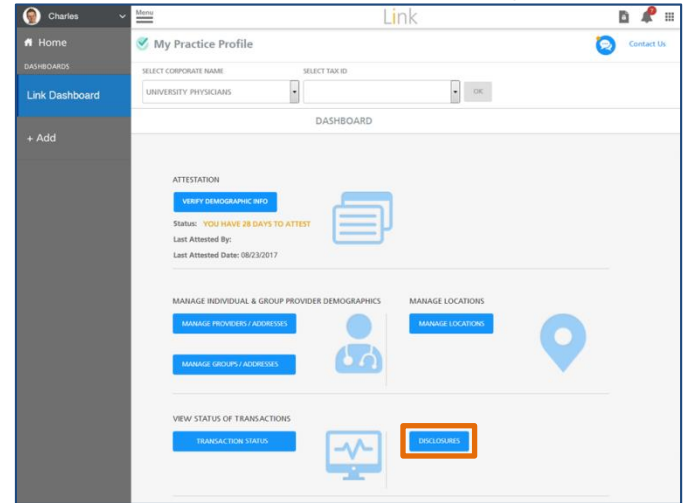 Charles
Menu
Link
Home
My Practice Profile
Contact Us
DASHBOARDS
SELECT CORPORATE NAME
SELECT TAX ID
Link Dashboard
UNIVERSITY PHYSICIANS
OK
DASHBOARD
+ Add
ATTESTATION
VERIFY DEMOGRAPHIC INFO
Status: YOU HAVE 28 DAYS TO ATTEST
Last Attested By:
Last Attested Date: 08/23/2017
MANAGE INDIVIDUAL & GROUP PROVIDER DEMOGRAPHICS
MANAGE LOCATIONS
MANAGE PROVIDERS / ADDRESSES
MANAGE LOCATIONS
MANAGE GROUPS / ADDRESSES
VIEW STATUS OF TRANSACTIONS
TRANSACTION STATUS
DISCLOSURES